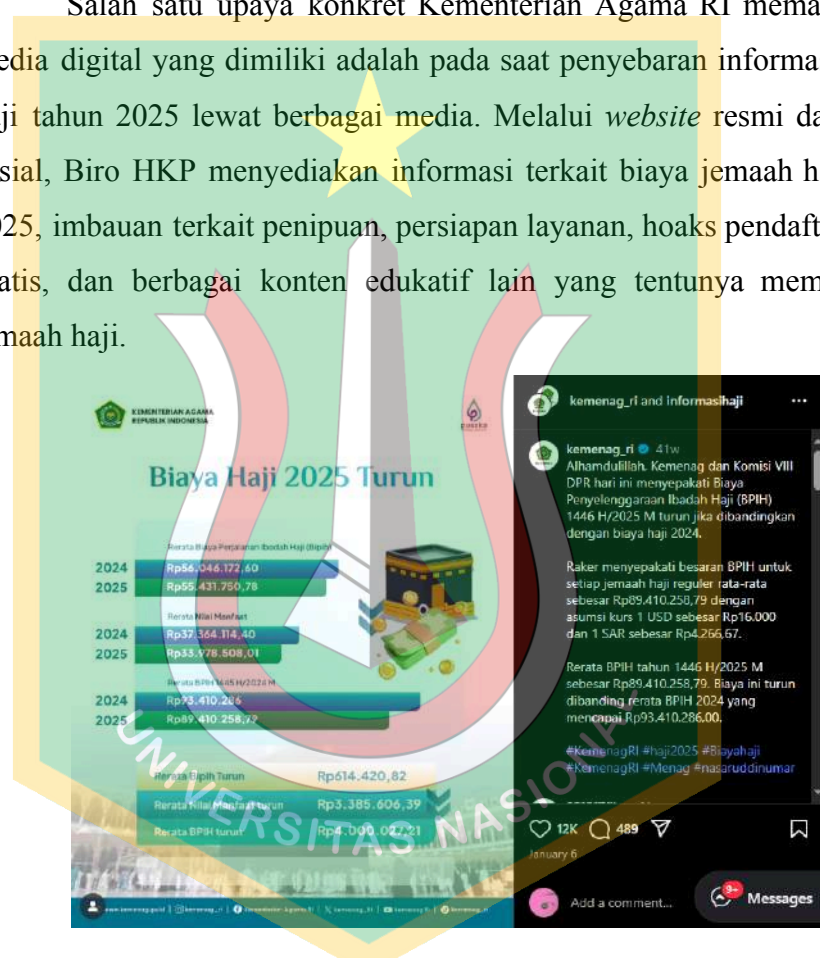 Salah satu upaya konkret Kementerian Agama RI mema
edia digital yang dimiliki adalah pada saat penyebaran informa
ji tahun 2025 lewat berbagai media. Melalui website resmi da
sial, Biro HKP menyediakan informasi terkait biaya jemaah h
025, imbauan terkait penipuan, persiapan layanan, hoaks pendaft
atis, dan berbagai konten edukatif lain yang tentunya mem
maah haji.
KEMENTERIAN AGAMA
REPUBLIK INDONESIA
Biaya Haji 2025 Turun
Rerata Biaya Perjalanan Ibadah Haji (Bipih)
2024 Rp56.046.172,60
2025 Rp55.431.750,78
Rerata Nilai Manfaat
2024 Rp37.364.114,40
2025 Rp33.978.508,01
Rerata BPIH 1445 H/2024 M
2024 Rp93.410.286
2025 Rp89.410.258,79
Rerata Bipih Turun Rp614.420,82
Rerata Nilai Manfaat turun Rp3.385.606,39
Rerata BPIH turun Rp4.000.027,21
kemenag_ri and informasihaji
kemenag_ri 41w
Alhamdulillah. Kemenag dan Komisi VIII
DPR hari ini menyepakati Biaya
Penyelenggaraan Ibadah Haji (BPIH)
1446 H/2025 M turun jika dibandingkan
dengan biaya haji 2024.
Raker menyepakati besaran BPIH untuk
setiap jemaah haji reguler rata-rata
sebesar Rp89.410.258,79 dengan
asumsi kurs 1 USD sebesar Rp16.000
dan 1 SAR sebesar Rp4.266,67.
Rerata BPIH tahun 1446 H/2025 M
sebesar Rp89.410.258,79. Biaya ini turun
dibanding rerata BPIH 2024 yang
mencapai Rp93.410.286,00.
#KemenagRI #haji2025 #Biayahaji
#KemenagRI #Menag #nasaruddinumar
12K 489
January 6
Add a comment...
9+ Messages
UNIVERSITAS NASIONAL